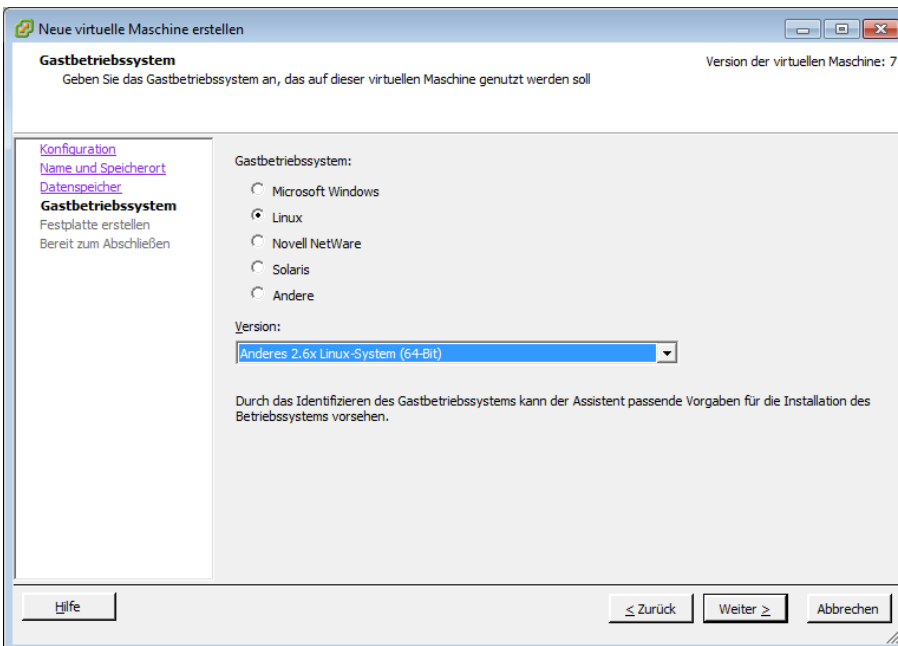 Neue virtuelle Maschine erstellen
Gastbetriebssystem
Geben Sie das Gastbetriebssystem an, das auf dieser virtuellen Maschine genutzt werden soll
Version der virtuellen Maschine: 7
Konfiguration
Name und Speicherort
Datenspeicher
Gastbetriebssystem
Festplatte erstellen
Bereit zum Abschließen
Gastbetriebssystem:
Microsoft Windows
Linux
Novell NetWare
Solaris
Andere
Version:
Anderes 2.6x Linux-System (64-Bit)
Durch das Identifizieren des Gastbetriebssystems kann der Assistent passende Vorgaben für die Installation des
Betriebssystems vorsehen.
Hilfe
< Zurück
Weiter >
Abbrechen